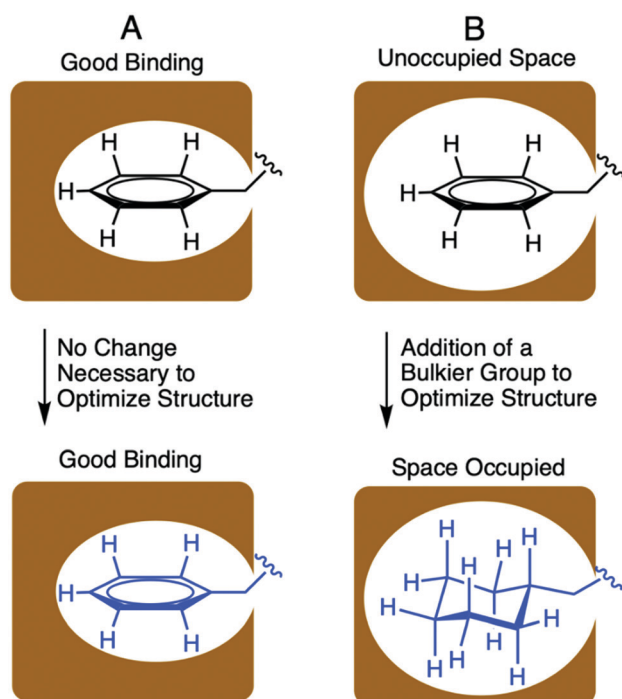 A
Good Binding
H H
H
H H
No Change
Necessary to
Optimize Structure
Good Binding
H H
H
H H
B
Unoccupied Space
H H
H
H H
Addition of a
Bulkier Group to
Optimize Structure
Space Occupied
H H H H
H H
H H H